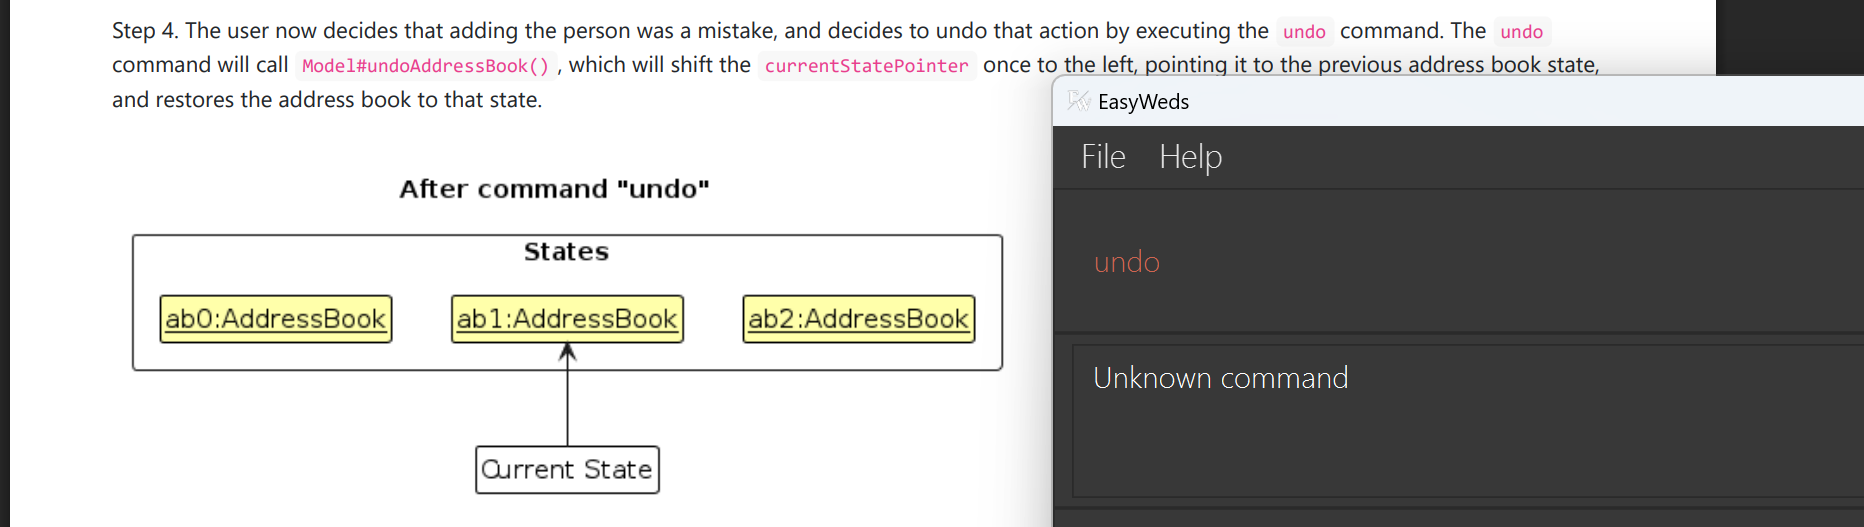 Step 4. The user now decides that adding the person was a mistake, and decides to undo that action by executing the undo command. The undo
command will call Model#undoAddressBook() , which will shift the currentStatePointer once to the left, pointing it to the previous address book state,
and restores the address book to that state.
After command "undo"
States
ab0:AddressBook
ab1:AddressBook
ab2:AddressBook
Current State
EasyWeds
File Help
undo
Unknown command